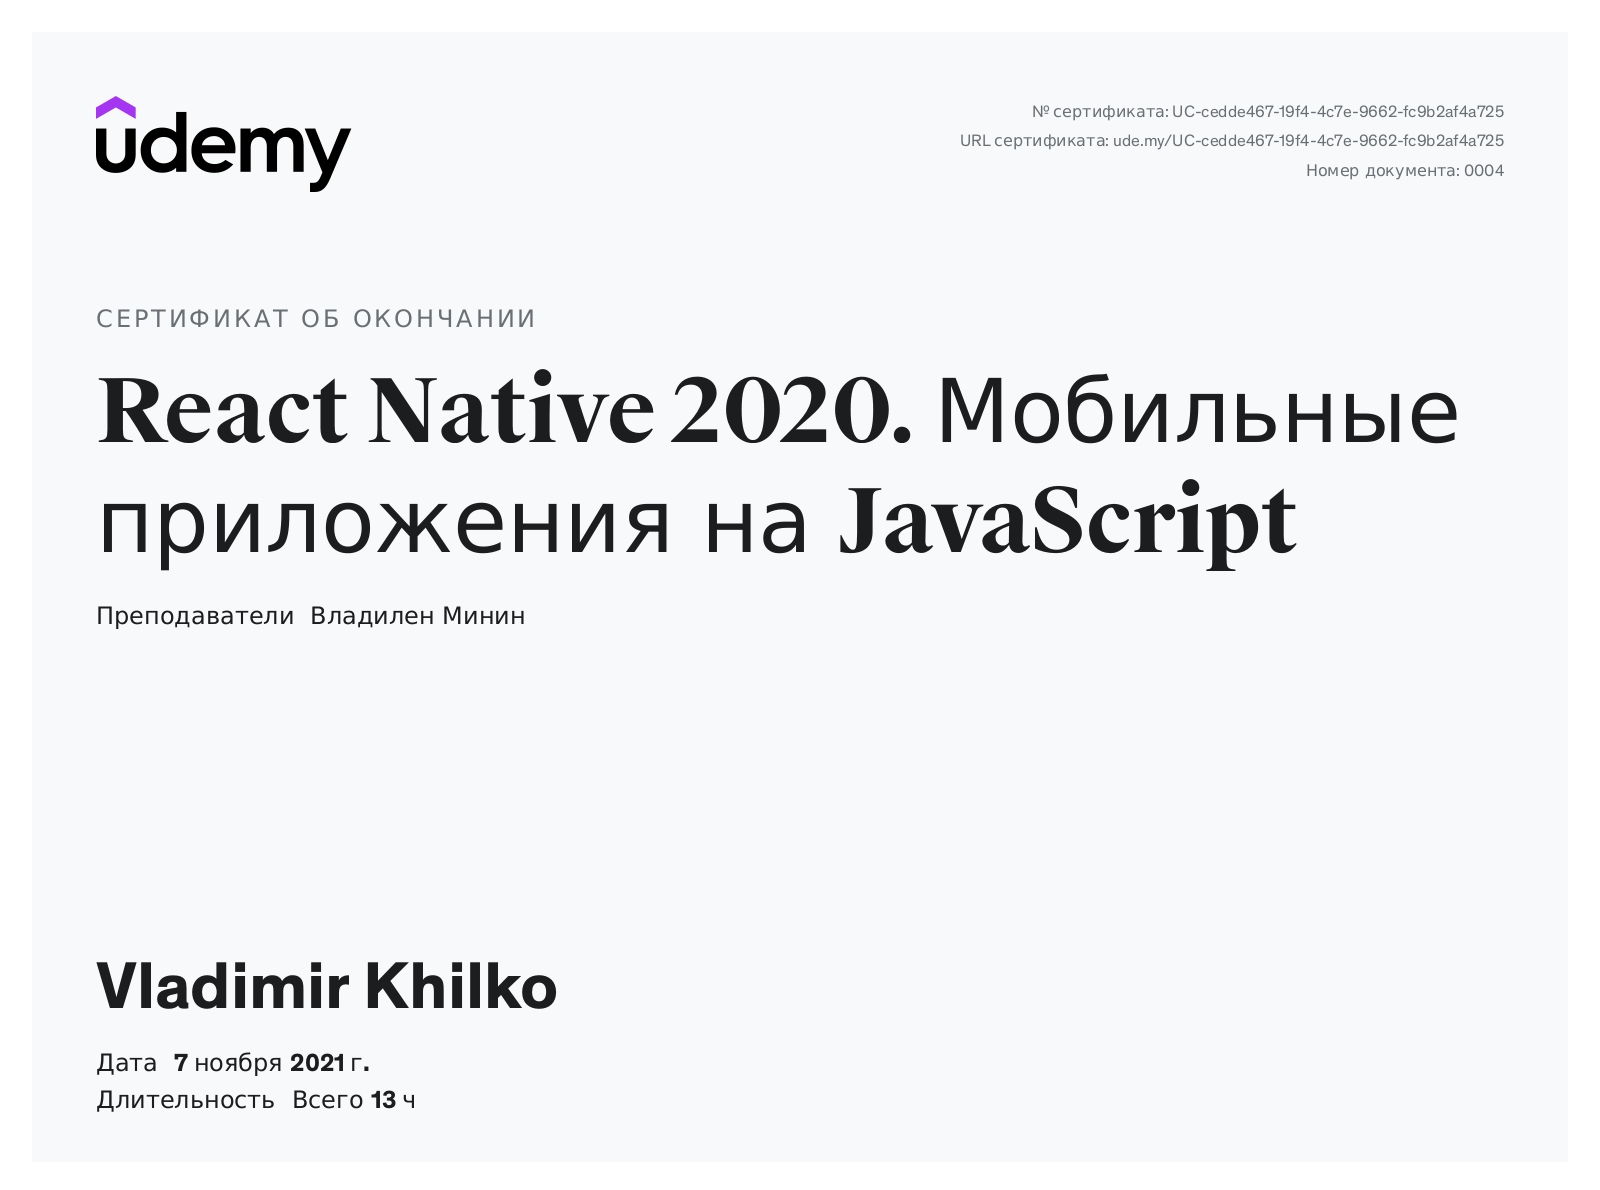 udemy
№ сертификата: UC-cedde467-19f4-4c7e-9662-fc9b2af4a725
URL сертификата: ude.my/UC-cedde467-19f4-4c7e-9662-fc9b2af4a725
Номер документа: 0004
СЕРТИФИКАТ ОБ ОКОНЧАНИИ
React Native 2020. Мобильные
приложения на JavaScript
Преподаватели Владилен Минин
Vladimir Khilko
Дата 7 ноября 2021 г.
Длительность Всего 13 ч